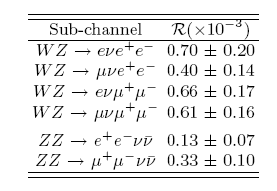 Sub-channel R(×10⁻³)
WZ → eνe⁺e⁻ 0.70 ± 0.20
WZ → μνe⁺e⁻ 0.40 ± 0.14
WZ → eνμ⁺μ⁻ 0.66 ± 0.17
WZ → μνμ⁺μ⁻ 0.61 ± 0.16
ZZ → e⁺e⁻νν̄ 0.13 ± 0.07
ZZ → μ⁺μ⁻νν̄ 0.33 ± 0.10